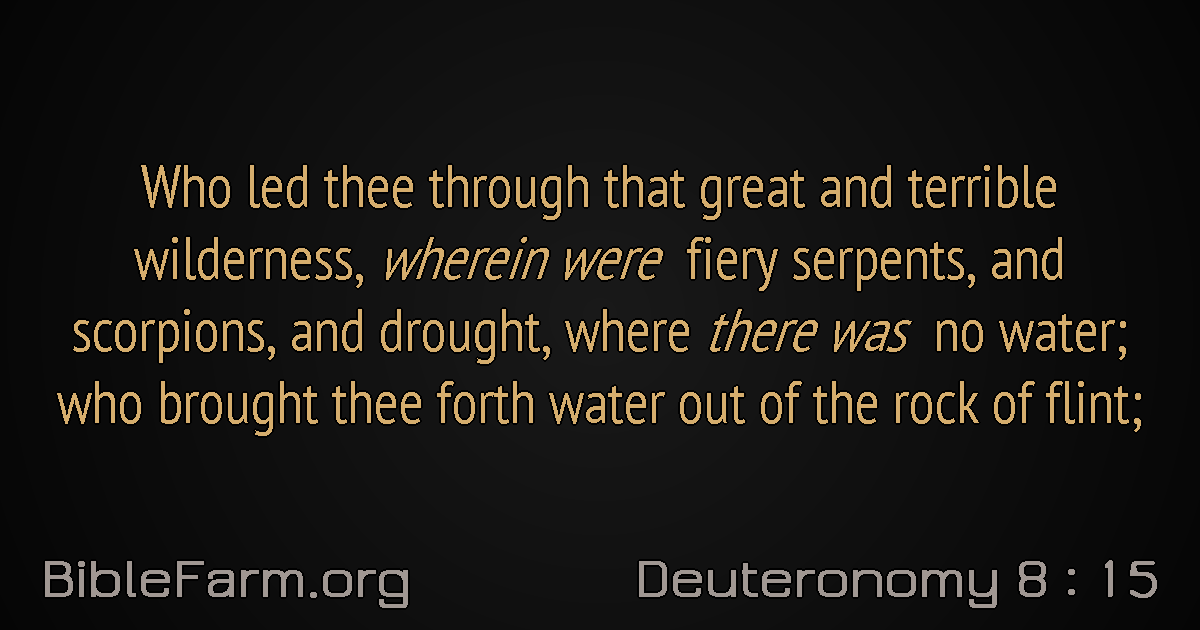 Who led thee through that great and terrible
wilderness, wherein were fiery serpents, and
scorpions, and drought, where there was no water;
who brought thee forth water out of the rock of flint;
BibleFarm.org
Deuteronomy 8 : 15